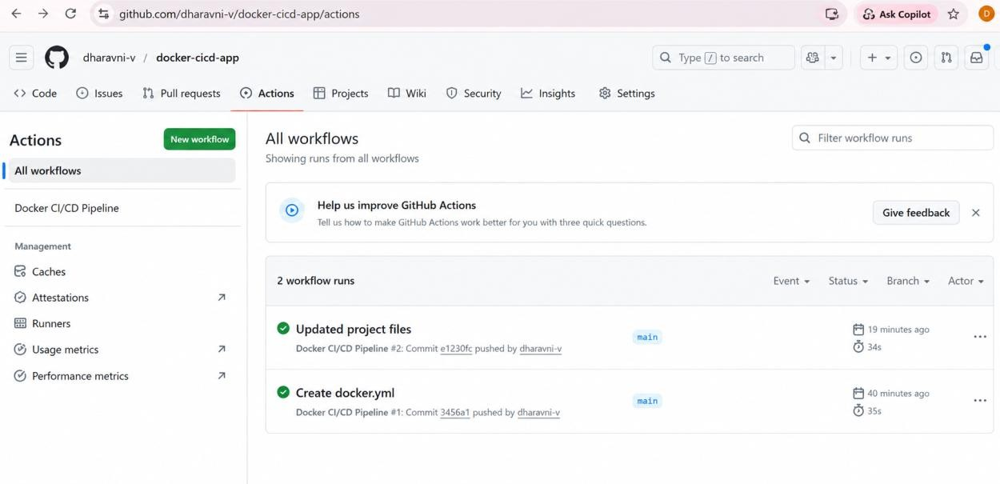 github.com/dharavni-v/docker-cicd-app/actions
Ask Copilot
D
dharavni-v / docker-cicd-app
Type / to search
Code
Issues
Pull requests
Actions
Projects
Wiki
Security
Insights
Settings
Actions
New workflow
All workflows
Docker CI/CD Pipeline
Management
Caches
Attestations
Runners
Usage metrics
Performance metrics
All workflows
Showing runs from all workflows
Filter workflow runs
Help us improve GitHub Actions
Tell us how to make GitHub Actions work better for you with three quick questions.
Give feedback
2 workflow runs
Event
Status
Branch
Actor
Updated project files
Docker CI/CD Pipeline #2: Commit e1230fc pushed by dharavni-v
main
19 minutes ago
34s
Create docker.yml
Docker CI/CD Pipeline #1: Commit 3456a1 pushed by dharavni-v
main
40 minutes ago
35s